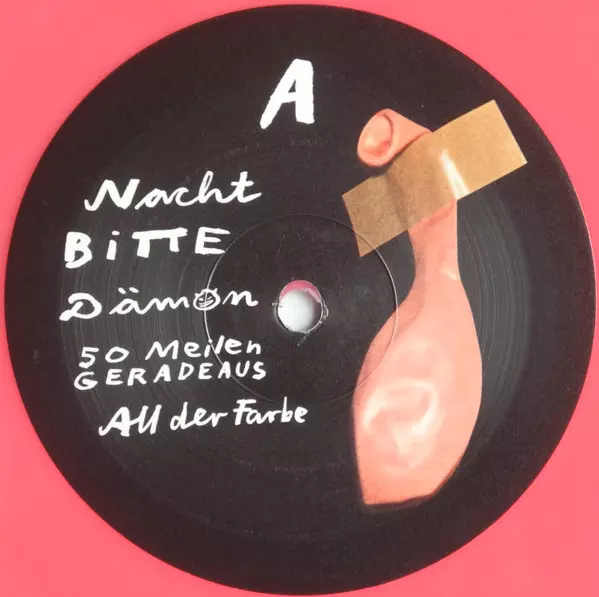 A
Nacht
BiTTE
Dämon
50 Meilen
GERADEAUS
All der Farbe